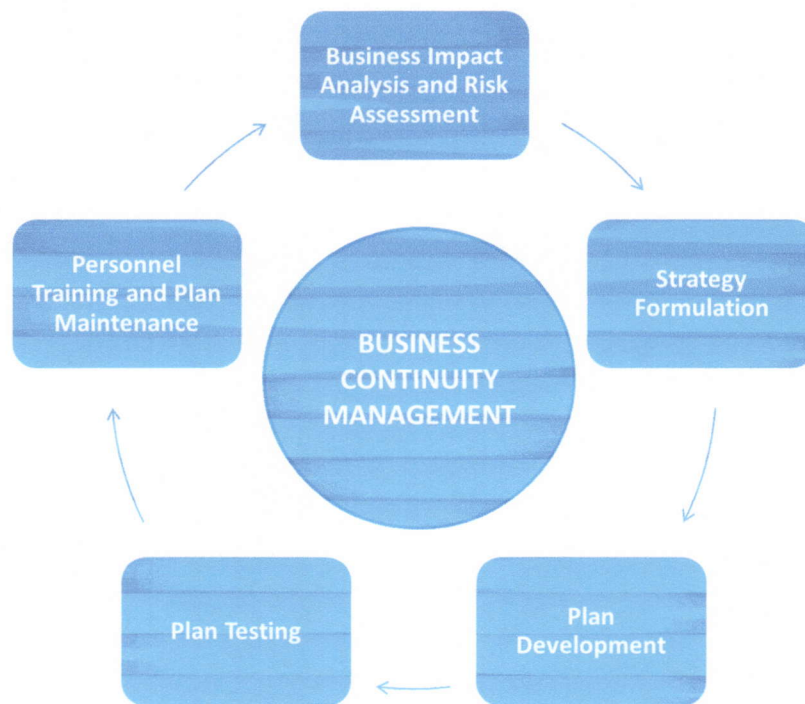 Business Impact
Analysis and Risk
Assessment
Strategy
Formulation
Plan
Development
Plan Testing
Personnel
Training and Plan
Maintenance
BUSINESS
CONTINUITY
MANAGEMENT